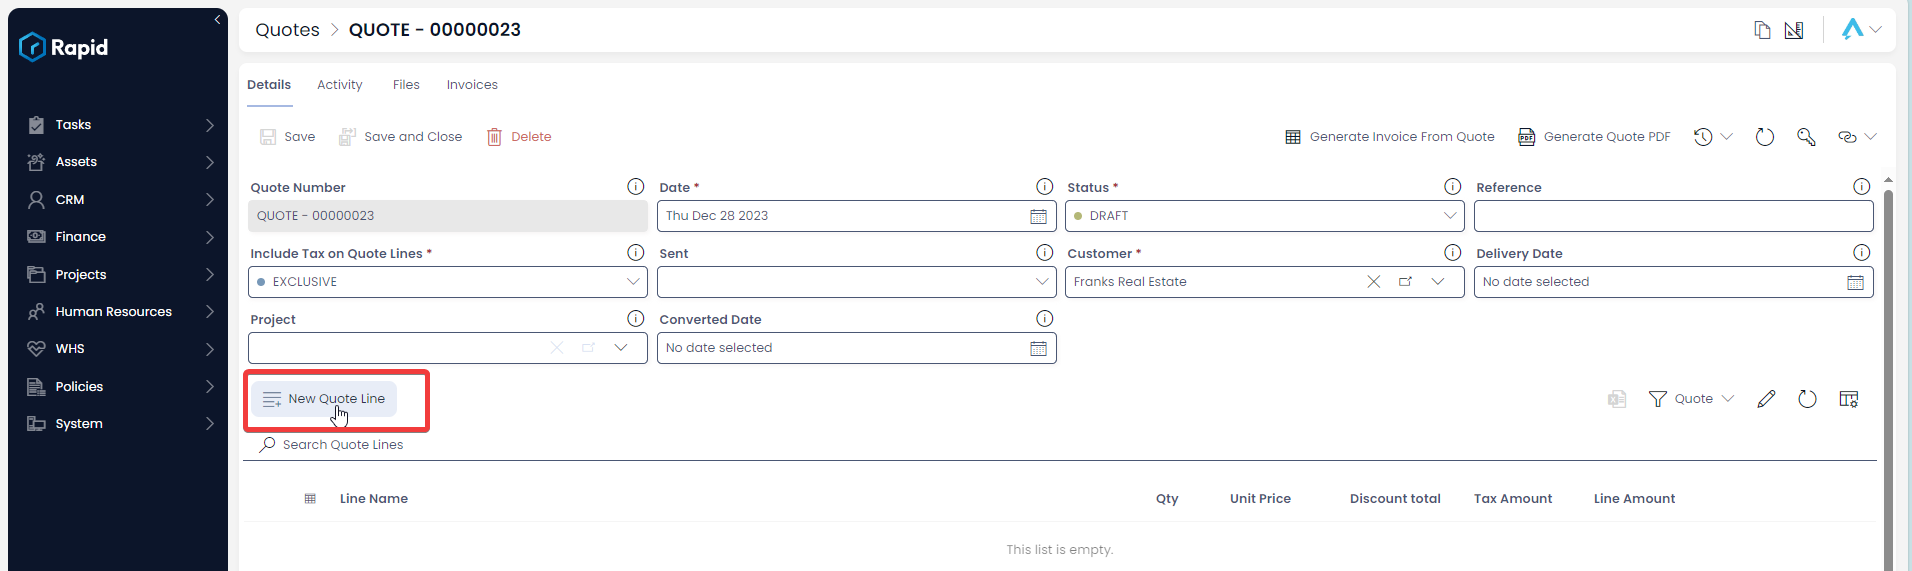 Rapid
Tasks
Assets
CRM
Finance
Projects
Human Resources
WHS
Policies
System
Quotes > QUOTE - 00000023
Details Activity Files Invoices
Save Save and Close Delete Generate Invoice From Quote PDF Generate Quote PDF
Quote Number Date * Status * Reference
QUOTE - 00000023 Thu Dec 28 2023 DRAFT
Include Tax on Quote Lines * Sent Customer * Delivery Date
EXCLUSIVE Franks Real Estate No date selected
Project Converted Date
No date selected
New Quote Line Quote
Search Quote Lines
Line Name Qty Unit Price Discount total Tax Amount Line Amount
This list is empty.